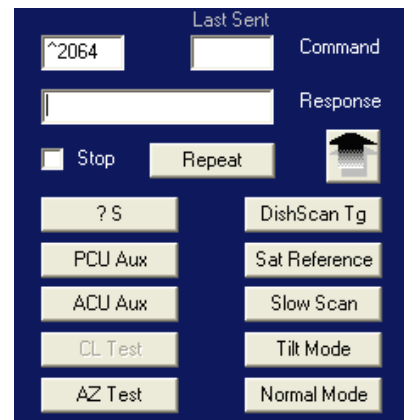 Last Sent
^2064 Command
Response
Stop Repeat
? S DishScan Tg
PCU Aux Sat Reference
ACU Aux Slow Scan
CL Test Tilt Mode
AZ Test Normal Mode